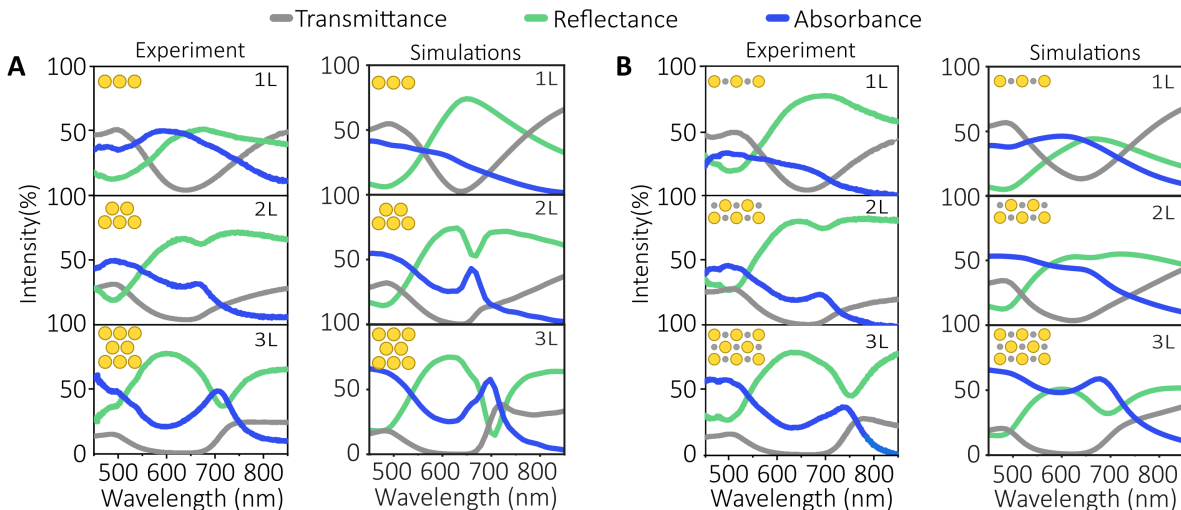 Transmittance Reflectance Absorbance
A Experiment Simulations B Experiment Simulations
100 100 100 100
1L 1L 1L 1L
50 50 50 50
100 100 100 100
2L 2L 2L 2L
Intensity(%) Intensity(%)
50 50 50 50
100 100 100 100
3L 3L 3L 3L
50 50 50 50
0 0 0 0
500 600 700 800 500 600 700 800 500 600 700 800 500 600 700 800
Wavelength (nm) Wavelength (nm) Wavelength (nm) Wavelength (nm)